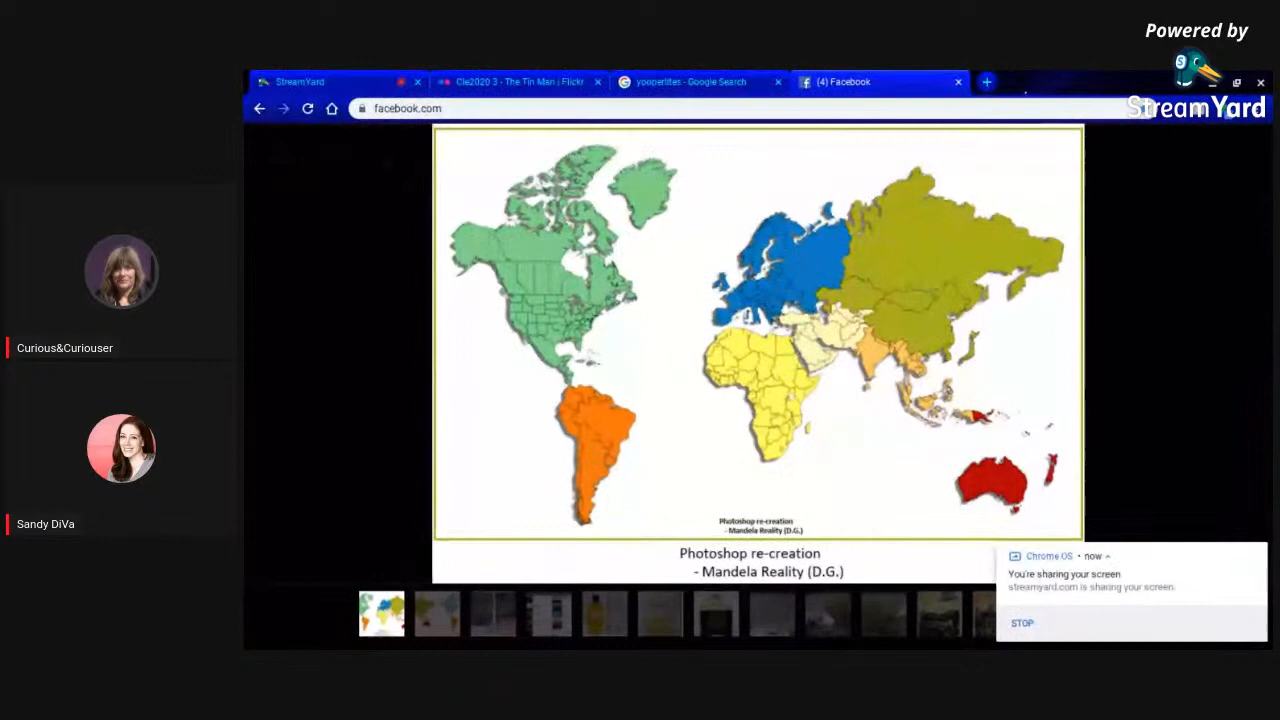 Powered by
StreamYard
StreamYard
Cle2020 3 - The Tin Man | Flickr
yooperlites - Google Search
(4) Facebook
facebook.com
Curious&Curiouser
Sandy DiVa
Photoshop re-creation
- Mandela Reality (D.G.)
Photoshop re-creation
- Mandela Reality (D.G.)
Chrome OS • now
You're sharing your screen
streamyard.com is sharing your screen.
STOP